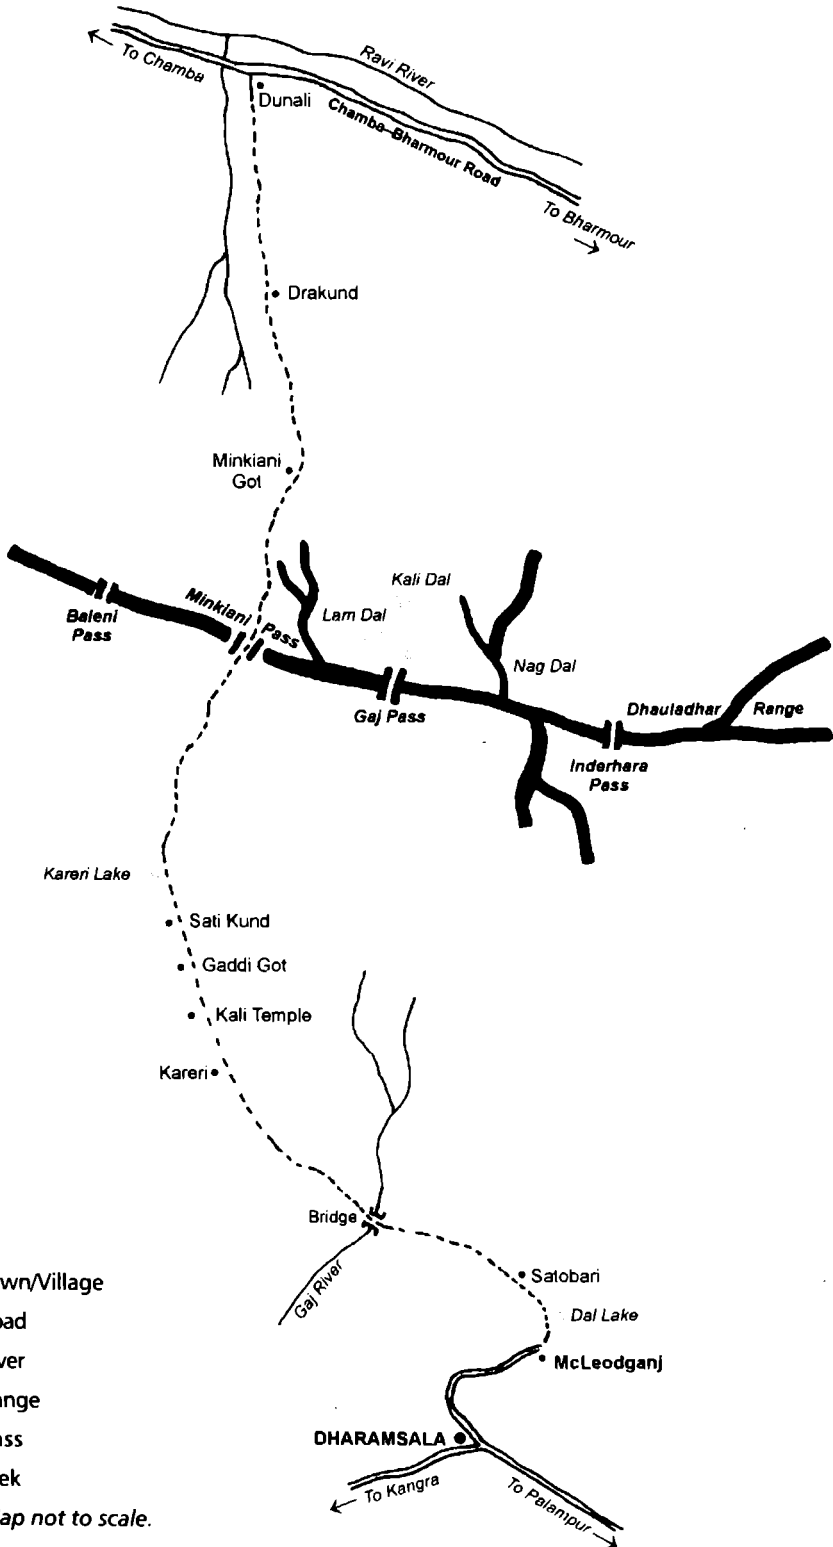 To Chamba
Ravi River
Dunali
Chamba–Bharmour Road
To Bharmour
Drakund
Minkiani
Got
Baleni
Pass
Minkiani Pass
Lam Dal
Kali Dal
Nag Dal
Gaj Pass
Dhauladhar Range
Inderhara
Pass
Kareri Lake
Sati Kund
Gaddi Got
Kali Temple
Kareri
Bridge
Gaj River
Satobari
Dal Lake
McLeodganj
DHARAMSALA
To Kangra
To Palampur
wn/Village
oad
ver
ange
ass
ek
ap not to scale.